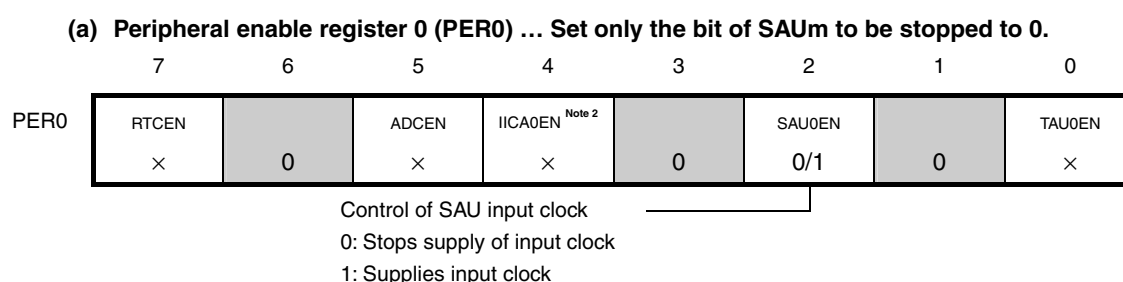 (a) Peripheral enable register 0 (PER0) … Set only the bit of SAUm to be stopped to 0.
7 6 5 4 3 2 1 0
PER0 RTCEN ADCEN IICA0EN Note 2 SAU0EN TAU0EN
× 0 × × 0 0/1 0 ×
Control of SAU input clock
0: Stops supply of input clock
1: Supplies input clock